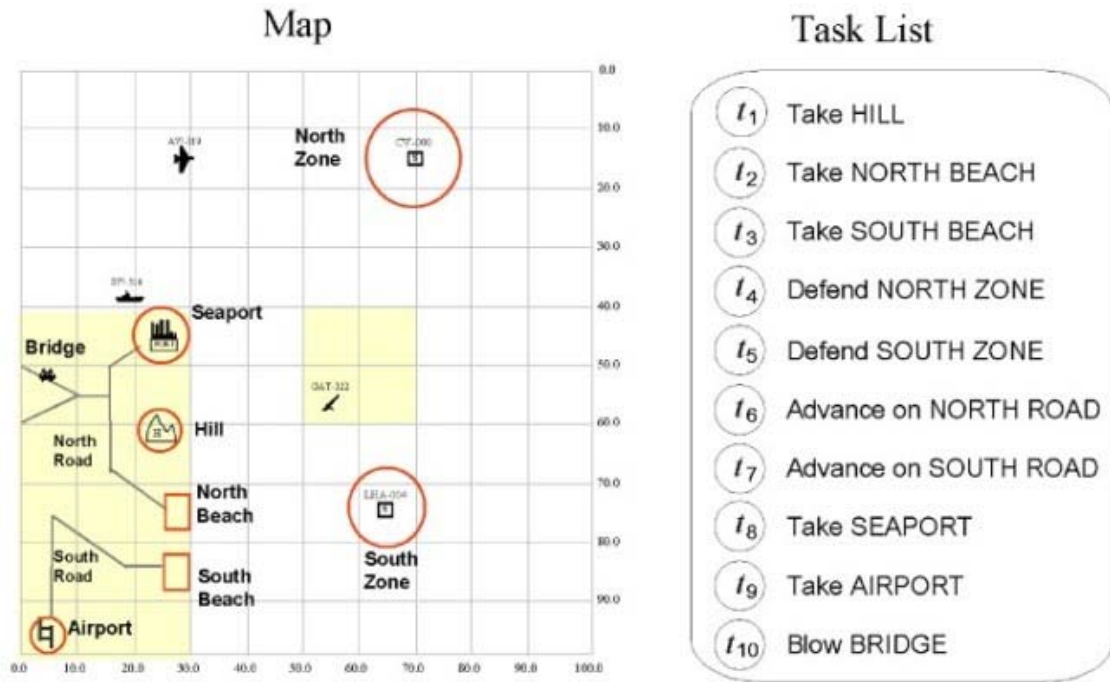 Map
Task List
0.0
10.0
20.0
30.0
40.0
50.0
60.0
70.0
80.0
90.0
North
Zone
Seaport
Bridge
PORT
Hill
H
North
Road
North
Beach
LHA-004
South
Road
South
Beach
South
Zone
Airport
0.0 10.0 20.0 30.0 40.0 50.0 60.0 70.0 80.0 90.0 100.0
t1 Take HILL
t2 Take NORTH BEACH
t3 Take SOUTH BEACH
t4 Defend NORTH ZONE
t5 Defend SOUTH ZONE
t6 Advance on NORTH ROAD
t7 Advance on SOUTH ROAD
t8 Take SEAPORT
t9 Take AIRPORT
t10 Blow BRIDGE